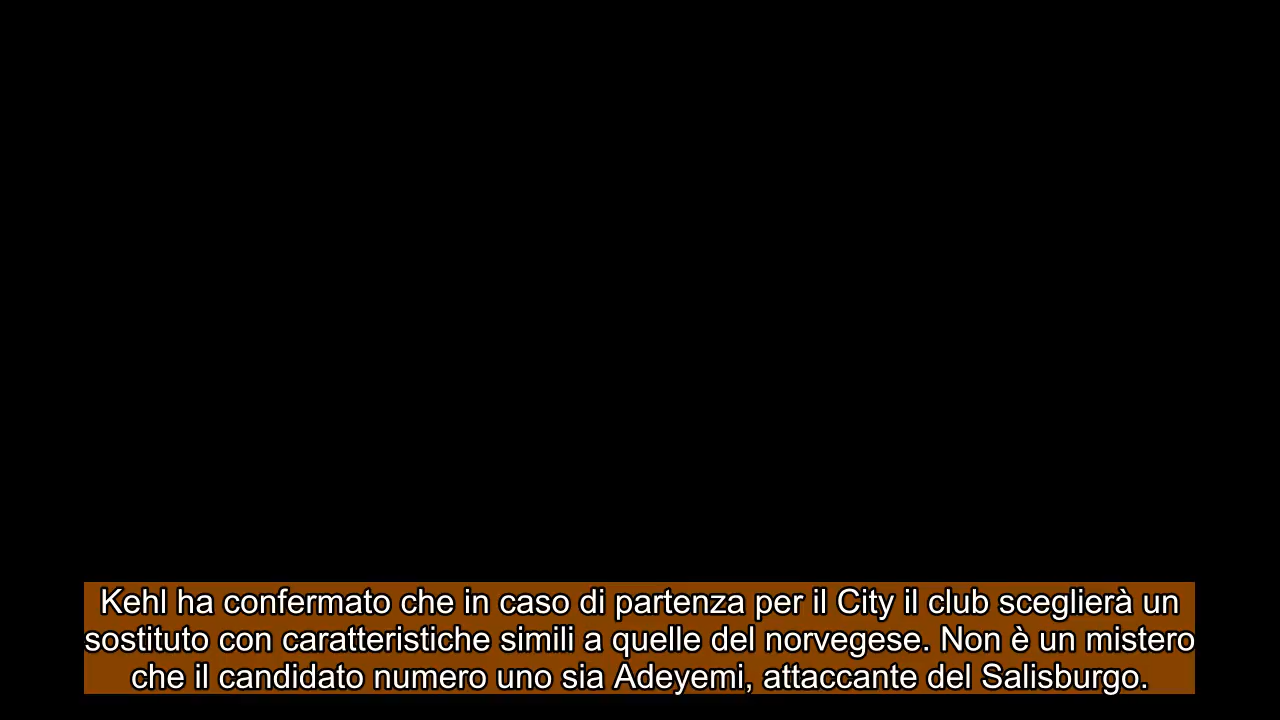 Kehl ha confermato che in caso di partenza per il City il club sceglierà un
sostituto con caratteristiche simili a quelle del norvegese. Non è un mistero
che il candidato numero uno sia Adeyemi, attaccante del Salisburgo.